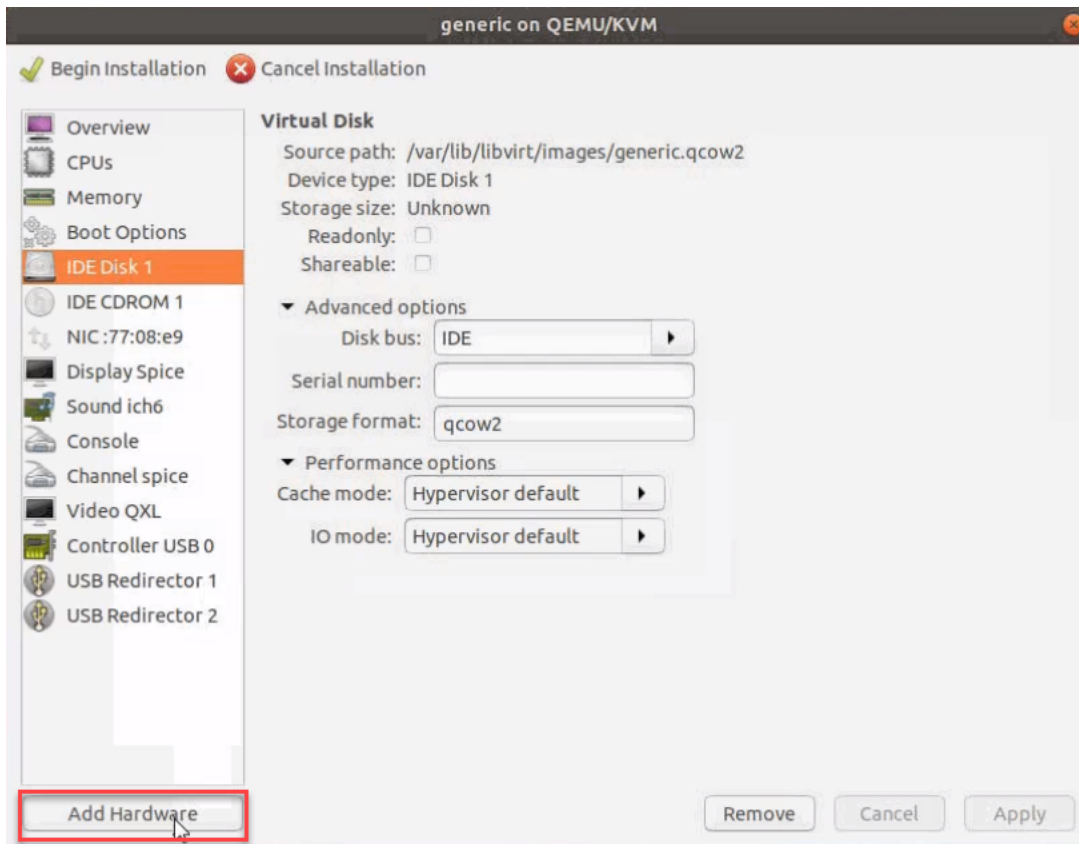 generic on QEMU/KVM
Begin Installation
Cancel Installation
Overview
CPUs
Memory
Boot Options
IDE Disk 1
IDE CDROM 1
NIC :77:08:e9
Display Spice
Sound ich6
Console
Channel spice
Video QXL
Controller USB 0
USB Redirector 1
USB Redirector 2
Add Hardware
Virtual Disk
Source path: /var/lib/libvirt/images/generic.qcow2
Device type: IDE Disk 1
Storage size: Unknown
Readonly:
Shareable:
Advanced options
Disk bus: IDE
Serial number:
Storage format: qcow2
Performance options
Cache mode: Hypervisor default
IO mode: Hypervisor default
Remove Cancel Apply